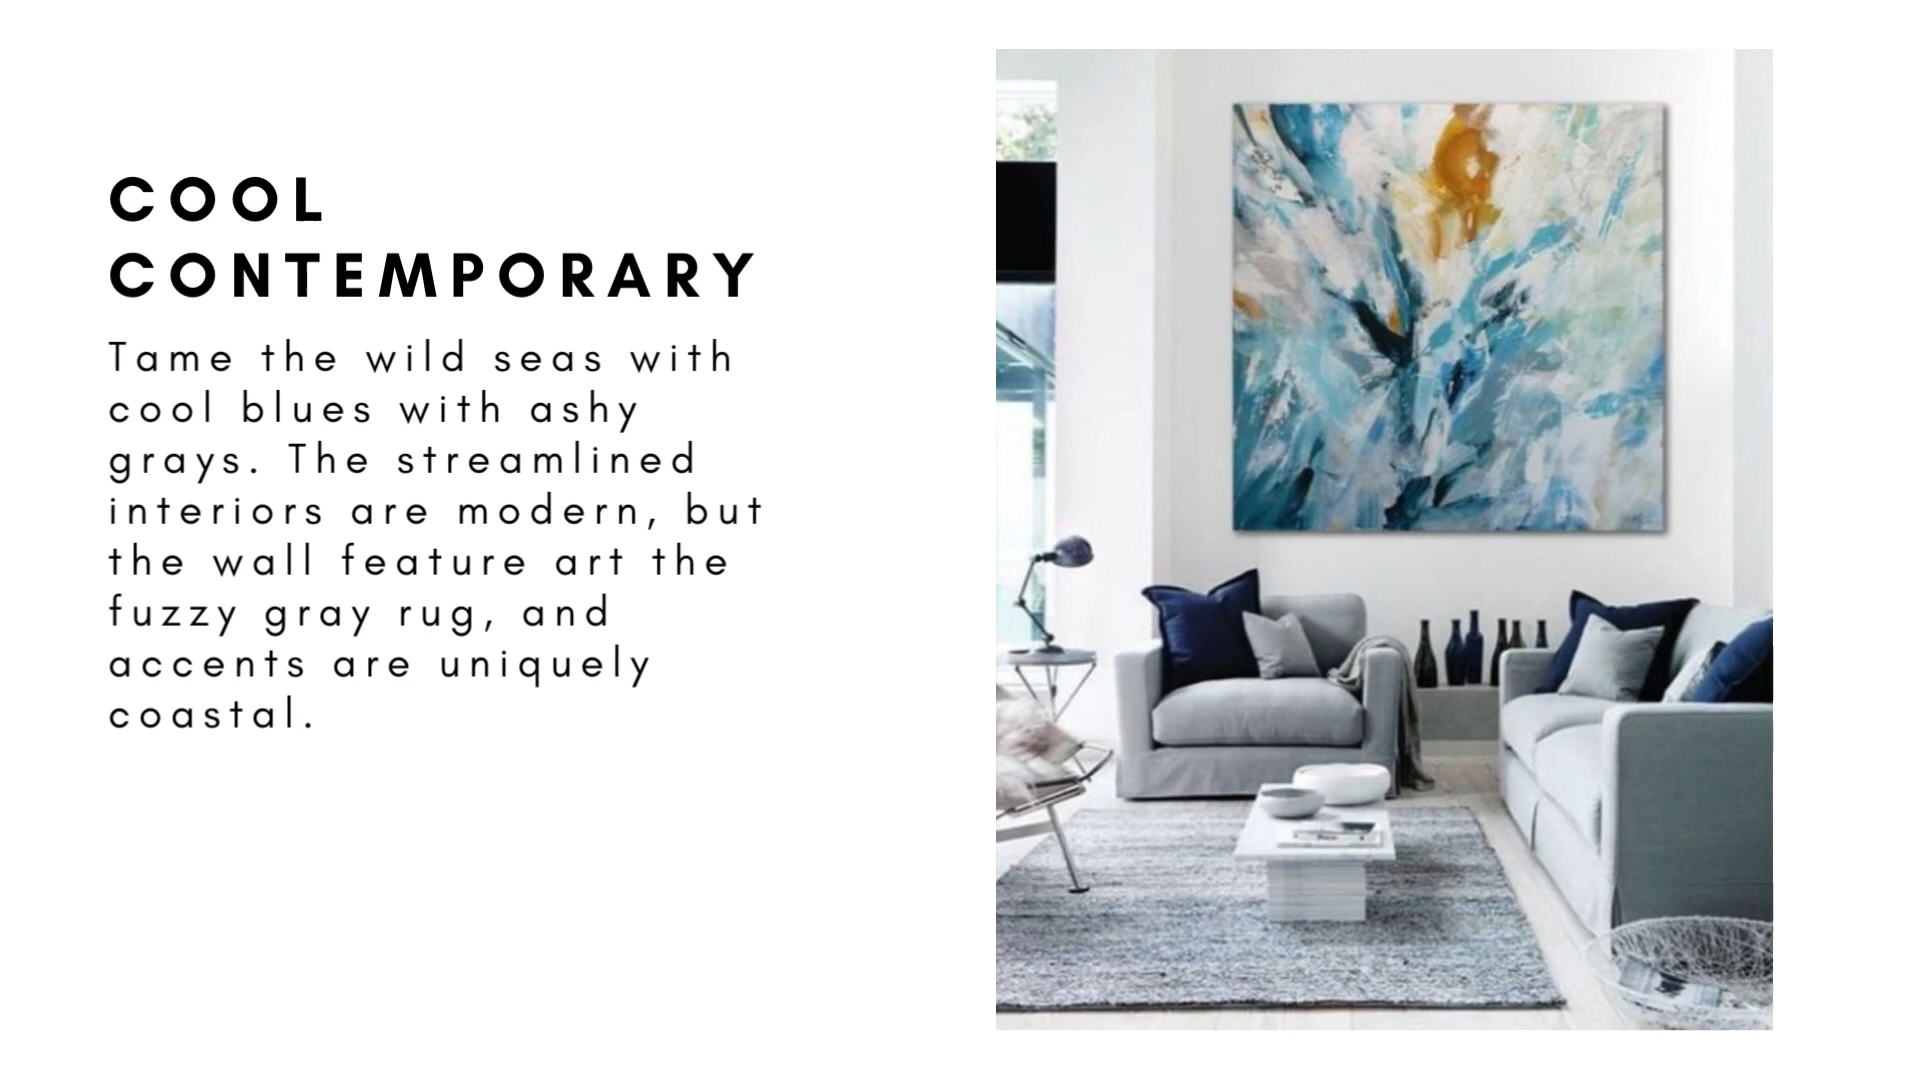 COOL
CONTEMPORARY
Tame the wild seas with
cool blues with ashy
grays. The streamlined
interiors are modern, but
the wall feature art the
fuzzy gray rug, and
accents are uniquely
coastal.